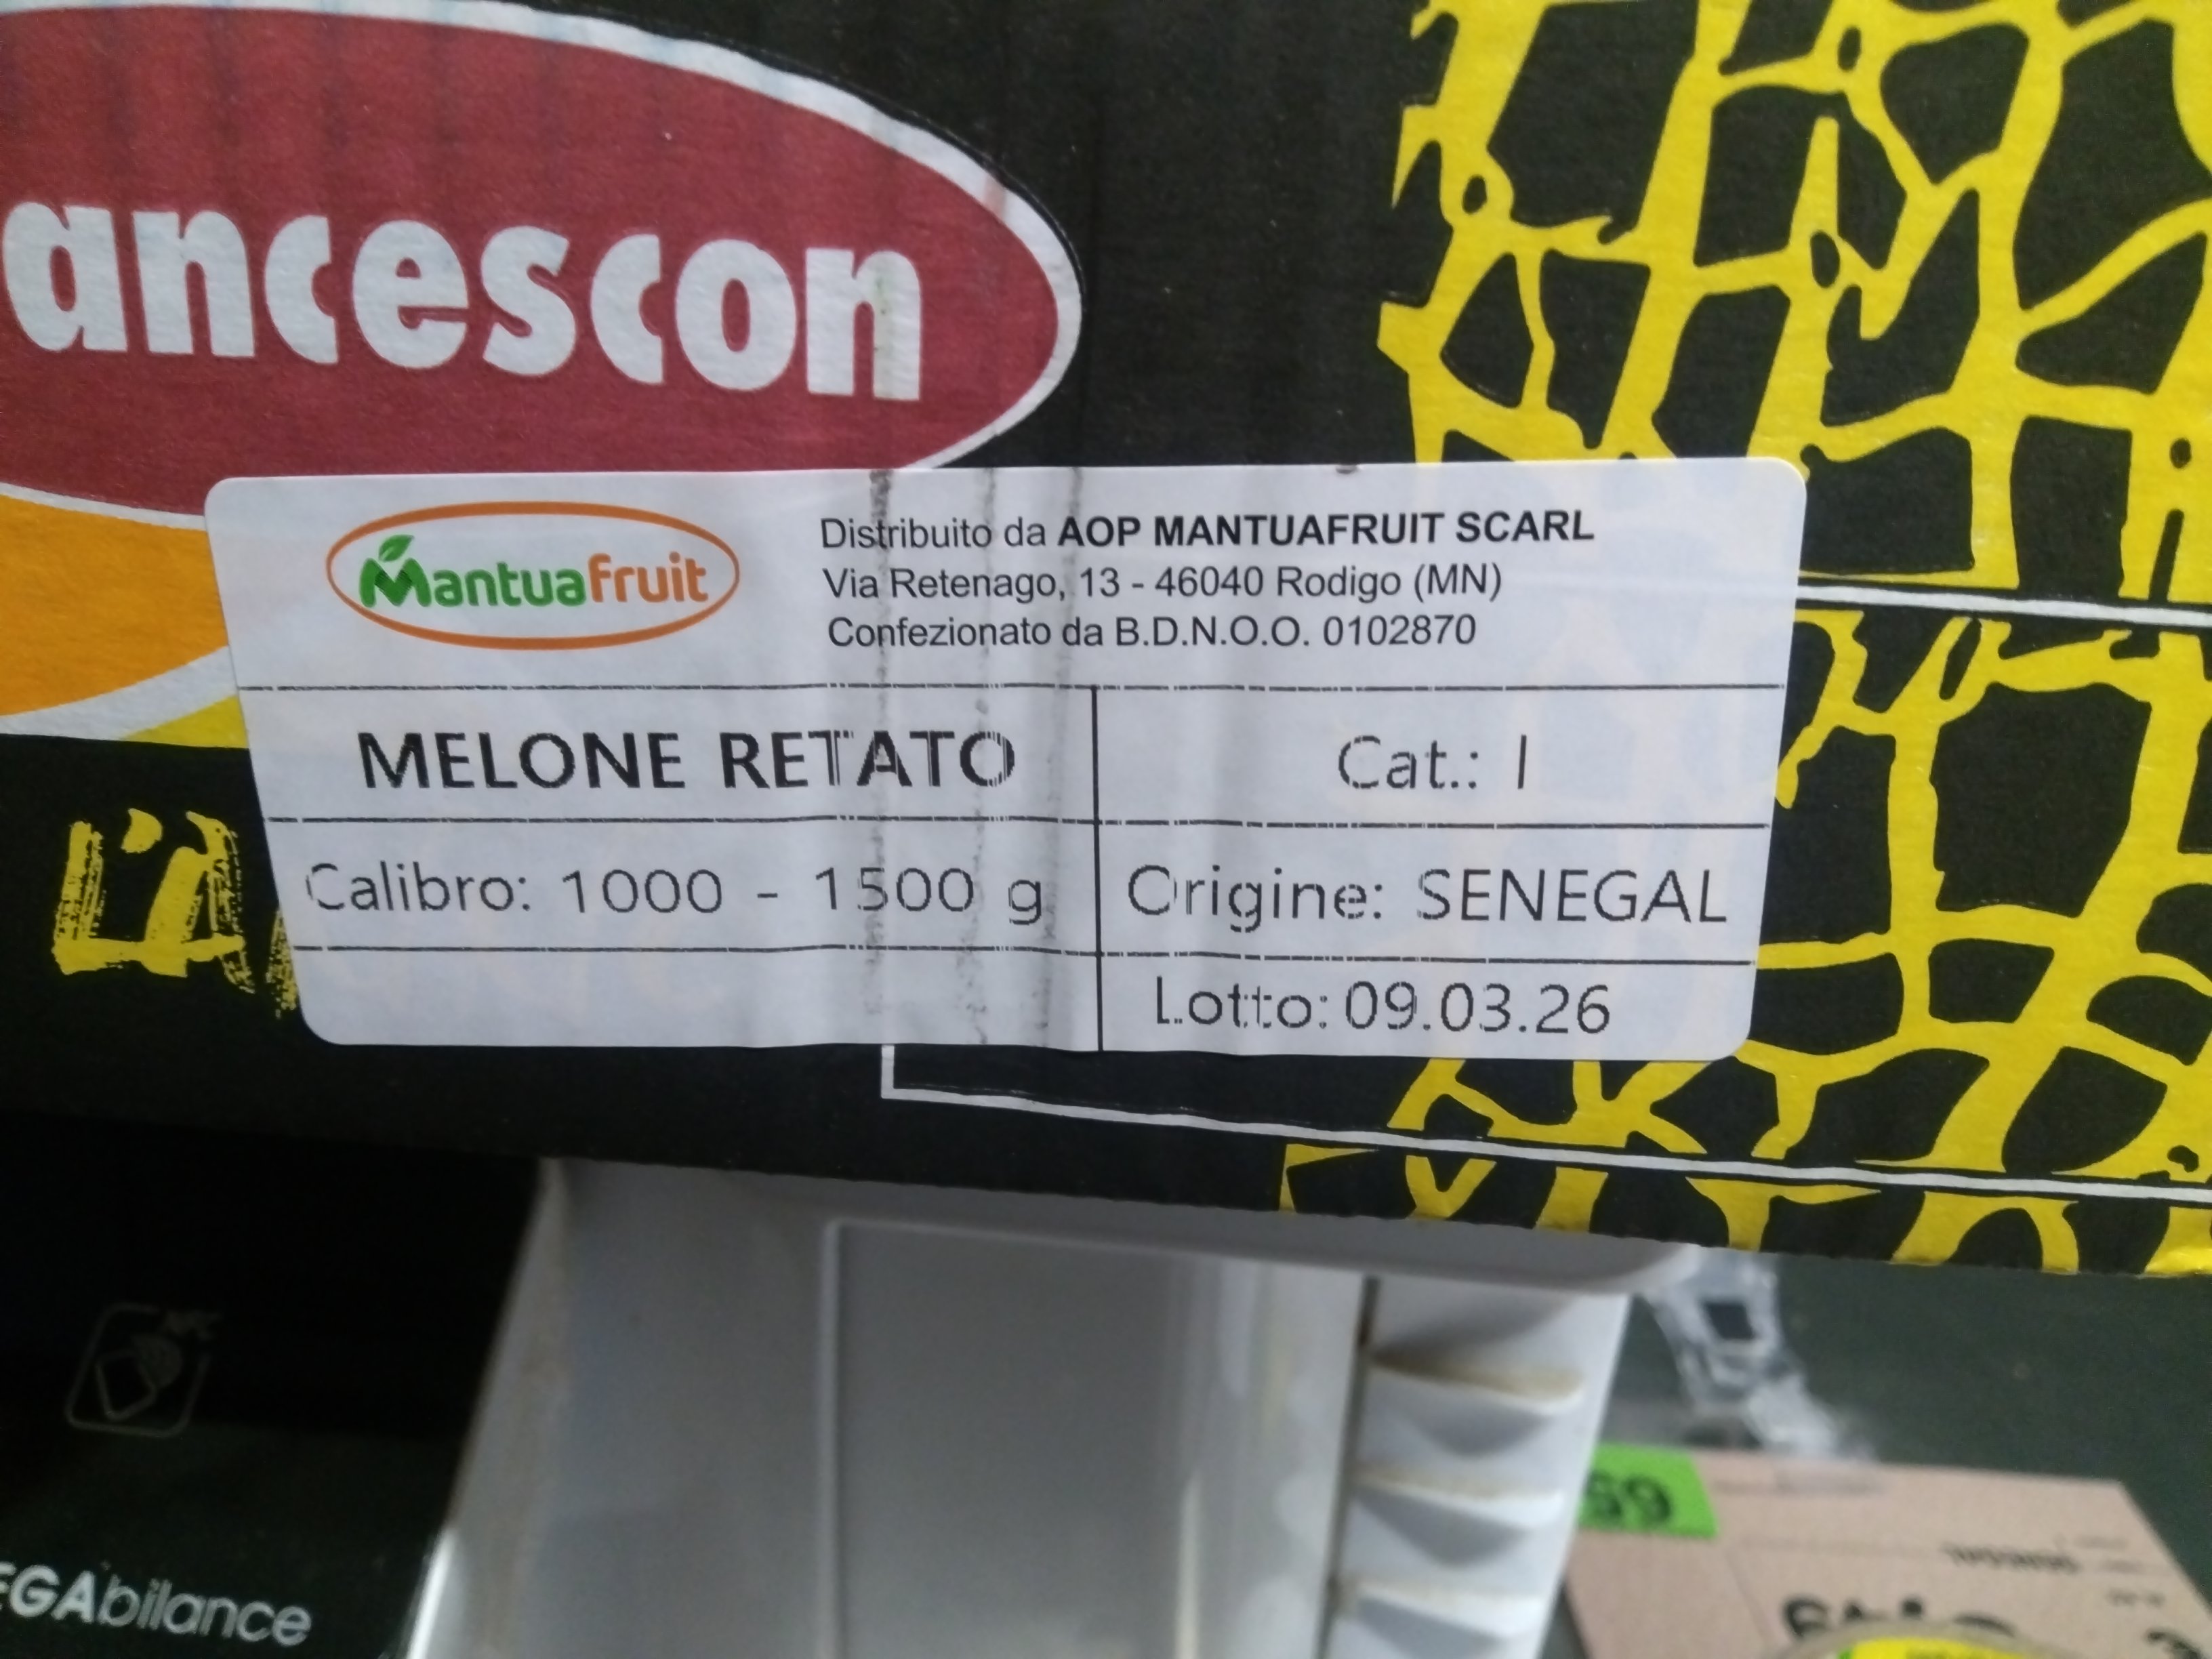 ancescon
Mantuafruit
Distribuito da AOP MANTUAFRUIT SCARL
Via Retenago, 13 - 46040 Rodigo (MN)
Confezionato da B.D.N.O.O. 0102870
MELONE RETATO
Cat.: I
Calibro: 1000 - 1500 g
Origine: SENEGAL
Lotto: 09.03.26
L'A
EGAbilance